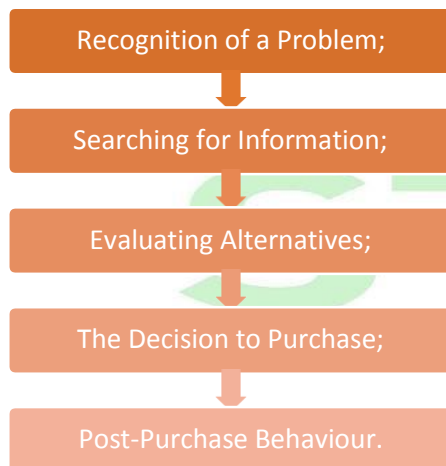 Recognition of a Problem;
Searching for Information;
Evaluating Alternatives;
The Decision to Purchase;
Post-Purchase Behaviour.